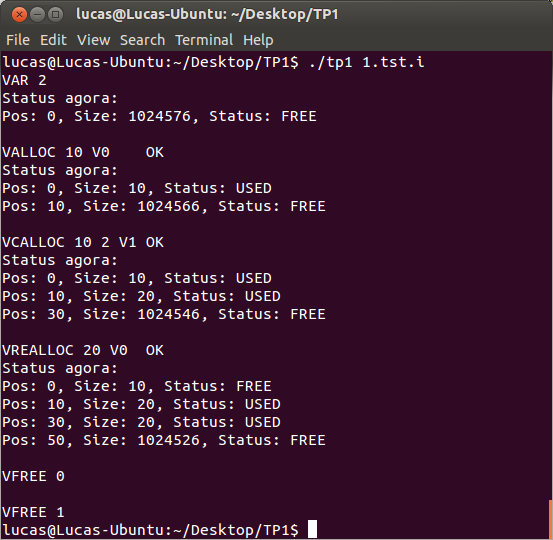 lucas@Lucas-Ubuntu: ~/Desktop/TP1
File Edit View Search Terminal Help
lucas@Lucas-Ubuntu:~/Desktop/TP1$ ./tp1 1.tst.i
VAR 2
Status agora:
Pos: 0, Size: 1024576, Status: FREE
VALLOC 10 V0    OK
Status agora:
Pos: 0, Size: 10, Status: USED
Pos: 10, Size: 1024566, Status: FREE
VCALLOC 10 2 V1 OK
Status agora:
Pos: 0, Size: 10, Status: USED
Pos: 10, Size: 20, Status: USED
Pos: 30, Size: 1024546, Status: FREE
VREALLOC 20 V0  OK
Status agora:
Pos: 0, Size: 10, Status: FREE
Pos: 10, Size: 20, Status: USED
Pos: 30, Size: 20, Status: USED
Pos: 50, Size: 1024526, Status: FREE
VFREE 0
VFREE 1
lucas@Lucas-Ubuntu:~/Desktop/TP1$